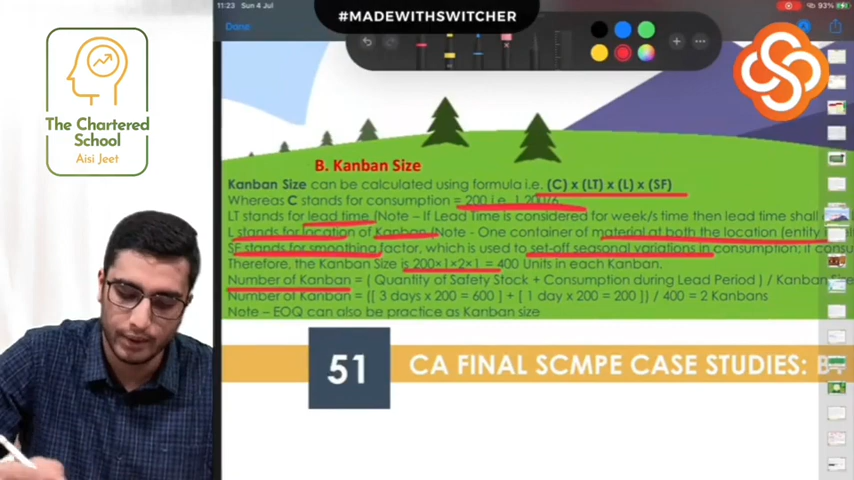 11:23 Sun 4 Jul
93%
#MADEWITHSWITCHER
Done
The Chartered
School
Aisi Jeet
B. Kanban Size
Kanban Size can be calculated using formula i.e. (C) x (LT) x (L) x (SF)
Whereas C stands for consumption = 200 i.e. 1,200/6
LT stands for lead time (Note – If Lead Time is considered for week/s time then lead time shall
L stands for location of Kanban (Note - One container of material at both the location (entity
SF stands for smoothing factor, which is used to set-off seasonal variations in consumption;
Therefore, the Kanban Size is 200×1×2×1 = 400 Units in each Kanban.
Number of Kanban = ( Quantity of Safety Stock + Consumption during Lead Period ) / Kanban
Number of Kanban = ([ 3 days x 200 = 600 ] + [ 1 day x 200 = 200 ]) / 400 = 2 Kanbans
Note – EOQ can also be practice as Kanban size
51
CA FINAL SCMPE CASE STUDIES: